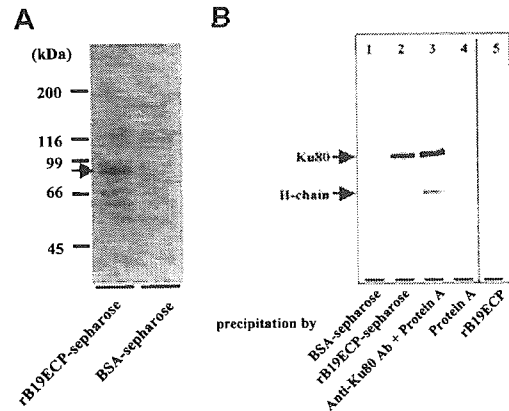 A
(kDa)
200
116
99
66
45
rB19ECP-sepharose
BSA-sepharose
B
1 2 3 4 5
Ku80
H-chain
precipitation by
BSA-sepharose
rB19ECP-sepharose
Anti-Ku80 Ab + Protein A
Protein A
rB19ECP